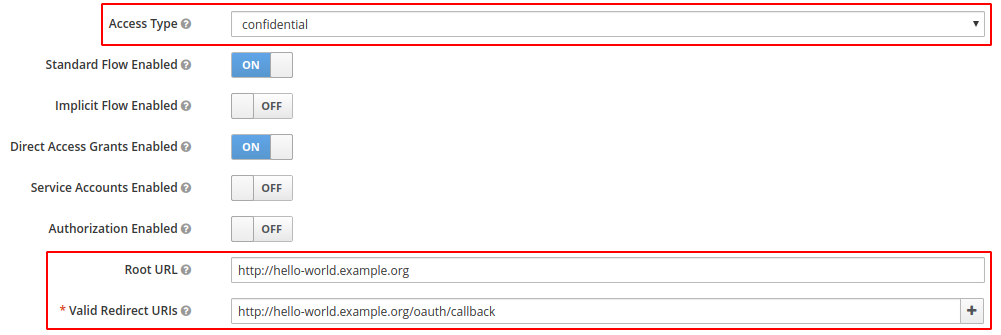 Access Type confidential
Standard Flow Enabled ON
Implicit Flow Enabled OFF
Direct Access Grants Enabled ON
Service Accounts Enabled OFF
Authorization Enabled OFF
Root URL http://hello-world.example.org
* Valid Redirect URIs http://hello-world.example.org/oauth/callback +